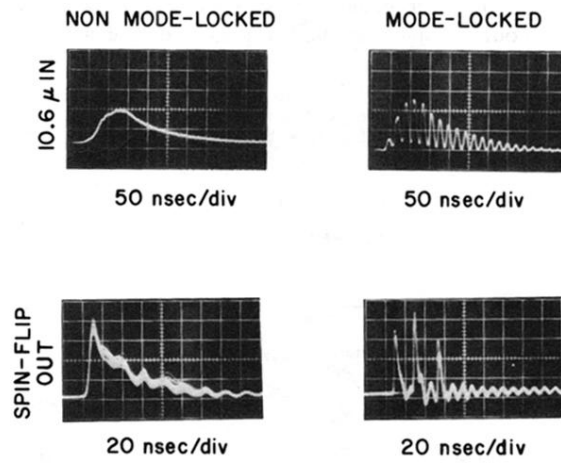 NON MODE-LOCKED
MODE-LOCKED
10.6 μ IN
50 nsec/div
50 nsec/div
SPIN-FLIP
OUT
20 nsec/div
20 nsec/div